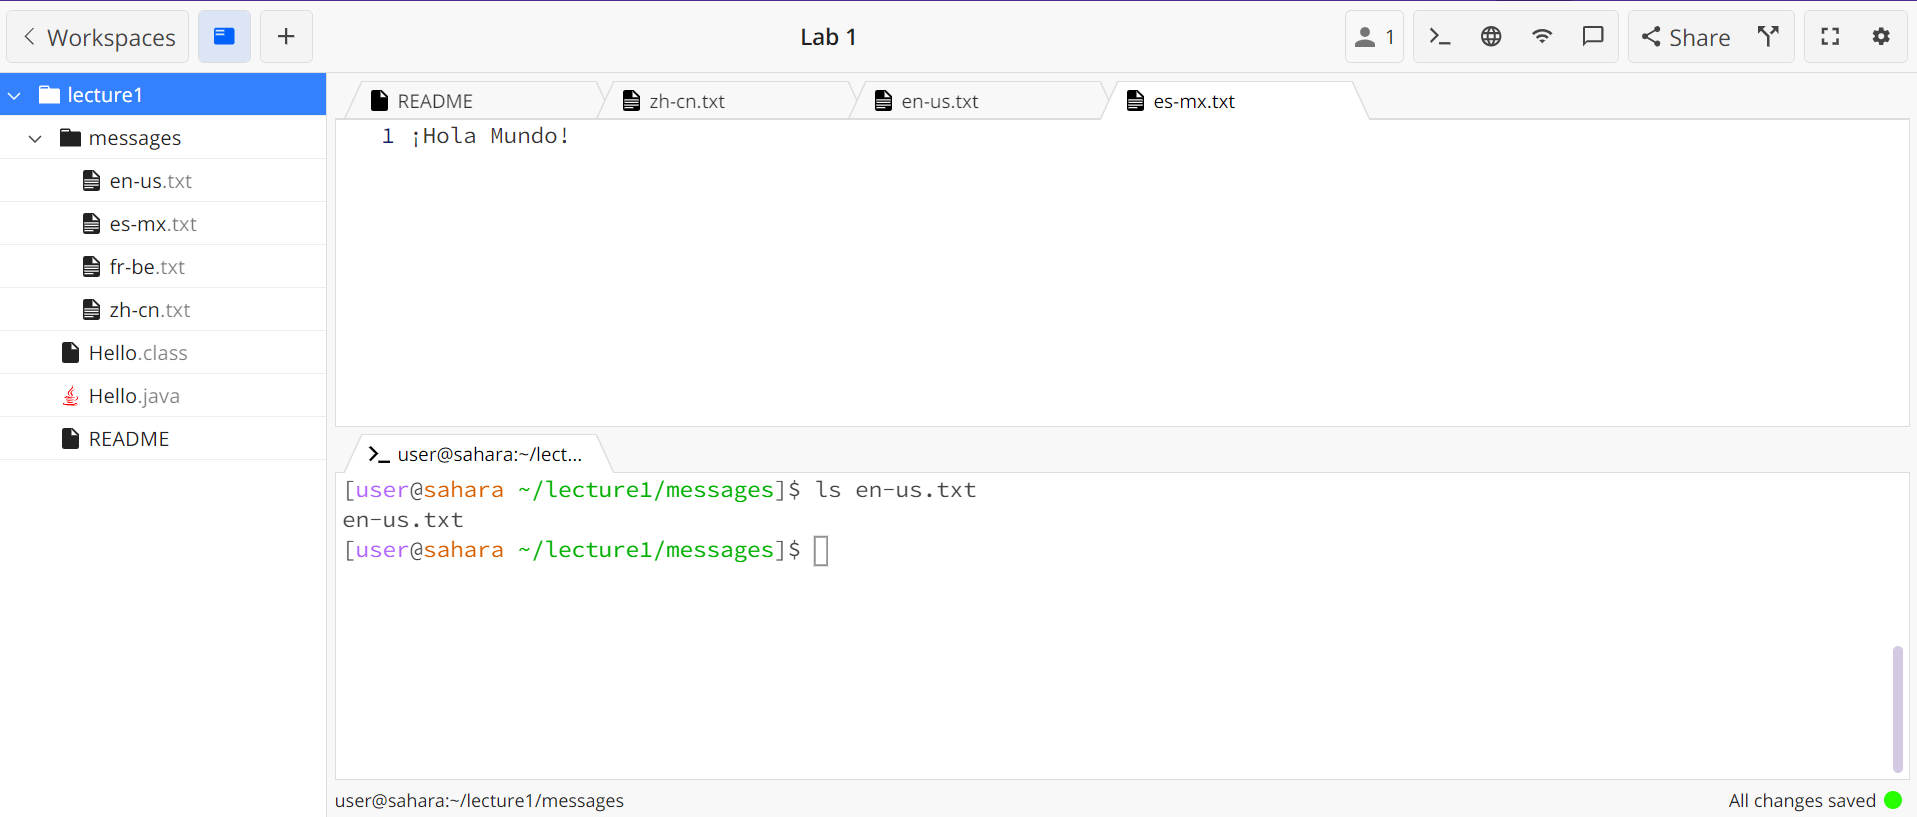 Workspaces
Lab 1
1
Share
lecture1
messages
en-us.txt
es-mx.txt
fr-be.txt
zh-cn.txt
Hello.class
Hello.java
README
README
zh-cn.txt
en-us.txt
es-mx.txt
1 ¡Hola Mundo!
user@sahara:~/lect...
[user@sahara ~/lecture1/messages]$ ls en-us.txt
en-us.txt
[user@sahara ~/lecture1/messages]$
user@sahara:~/lecture1/messages
All changes saved